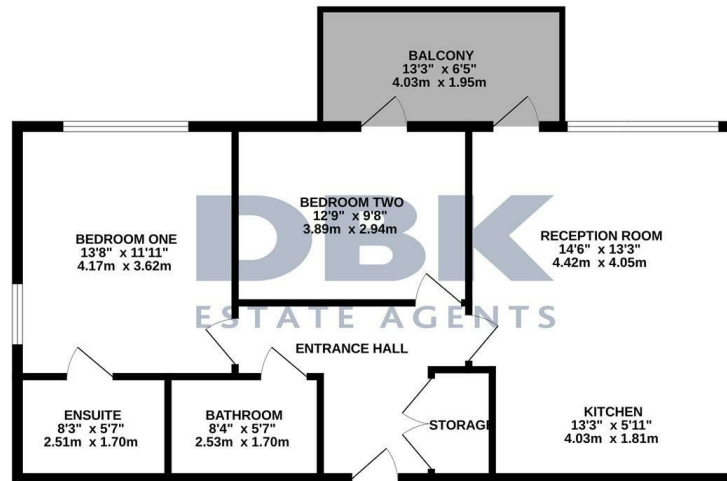 BALCONY
13'3" x 6'5"
4.03m x 1.95m
BEDROOM ONE
13'8" x 11'11"
4.17m x 3.62m
BEDROOM TWO
12'9" x 9'8"
3.89m x 2.94m
RECEPTION ROOM
14'6" x 13'3"
4.42m x 4.05m
DBK
ESTATE AGENTS
ENTRANCE HALL
ENSUITE
8'3" x 5'7"
2.51m x 1.70m
BATHROOM
8'4" x 5'7"
2.53m x 1.70m
STORAGE
KITCHEN
13'3" x 5'11"
4.03m x 1.81m